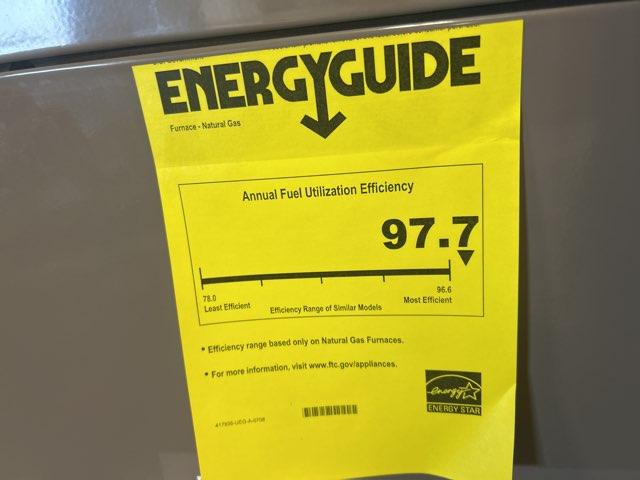 ENERGYGUIDE
Furnace - Natural Gas
Annual Fuel Utilization Efficiency
97.7
78.0 96.6
Least Efficient Efficiency Range of Similar Models Most Efficient
• Efficiency range based only on Natural Gas Furnaces.
• For more information, visit www.ftc.gov/appliances.
energy
ENERGY STAR